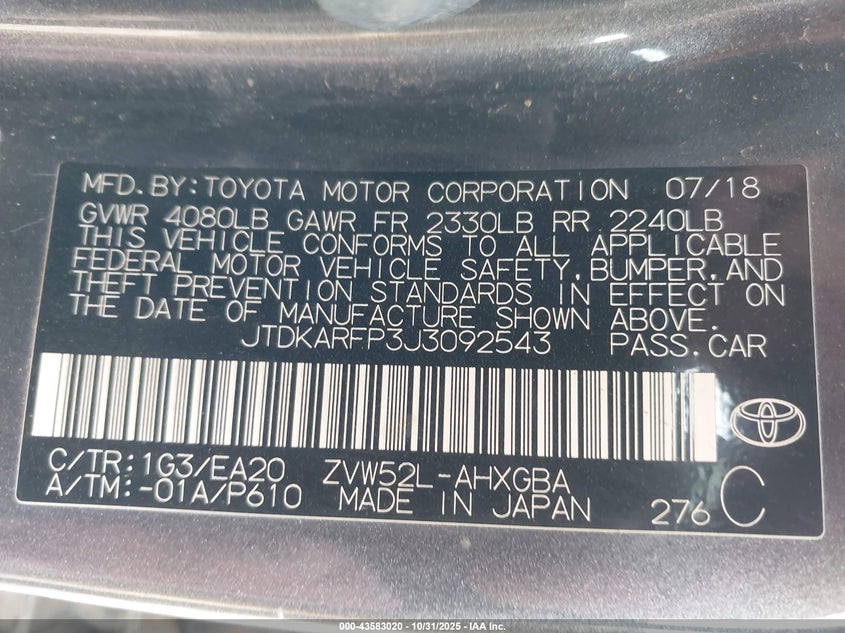 MFD.BY:TOYOTA MOTOR CORPORATION 07/18
GVWR 4080LB GAWR FR 2330LB RR 2240LB
THIS VEHICLE CONFORMS TO ALL APPLICABLE
FEDERAL MOTOR VEHICLE SAFETY,BUMPER,AND
THEFT PREVENTION STANDARDS IN EFFECT ON
THE DATE OF MANUFACTURE SHOWN ABOVE.
JTDKARFP3J3092543 PASS.CAR
C/TR:1G3/EA20 ZVW52L-AHXGBA
A/TM:-01A/P610 MADE IN JAPAN 276 C
000-43583020 - 10/31/2025 - IAA Inc.